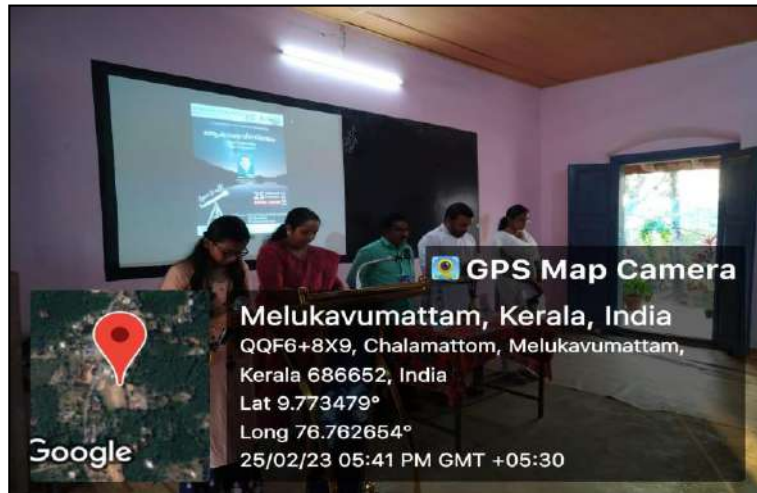 25
GPS Map Camera
Melukavumattam, Kerala, India
QQF6+8X9, Chalamattom, Melukavumattam,
Kerala 686652, India
Lat 9.773479°
Long 76.762654°
25/02/23 05:41 PM GMT +05:30
Google